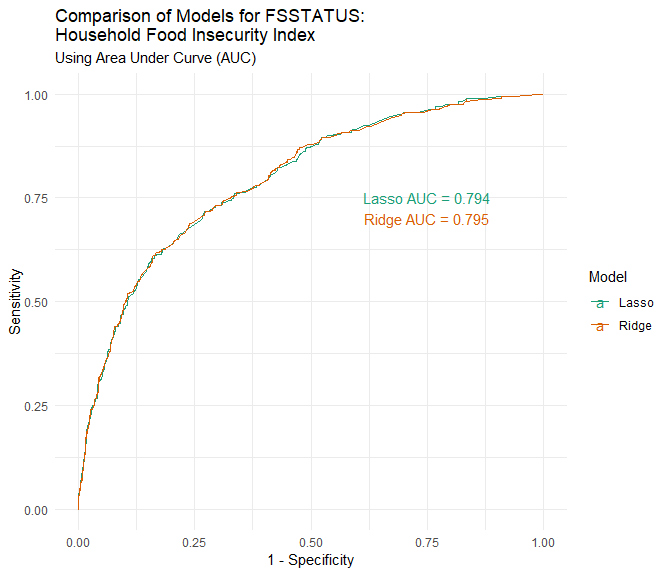 Comparison of Models for FSSTATUS:
Household Food Insecurity Index
Using Area Under Curve (AUC)
1.00
0.75
0.50
0.25
0.00
Sensitivity
Lasso AUC = 0.794
Ridge AUC = 0.795
Model
a Lasso
a Ridge
0.00 0.25 0.50 0.75 1.00
1 - Specificity